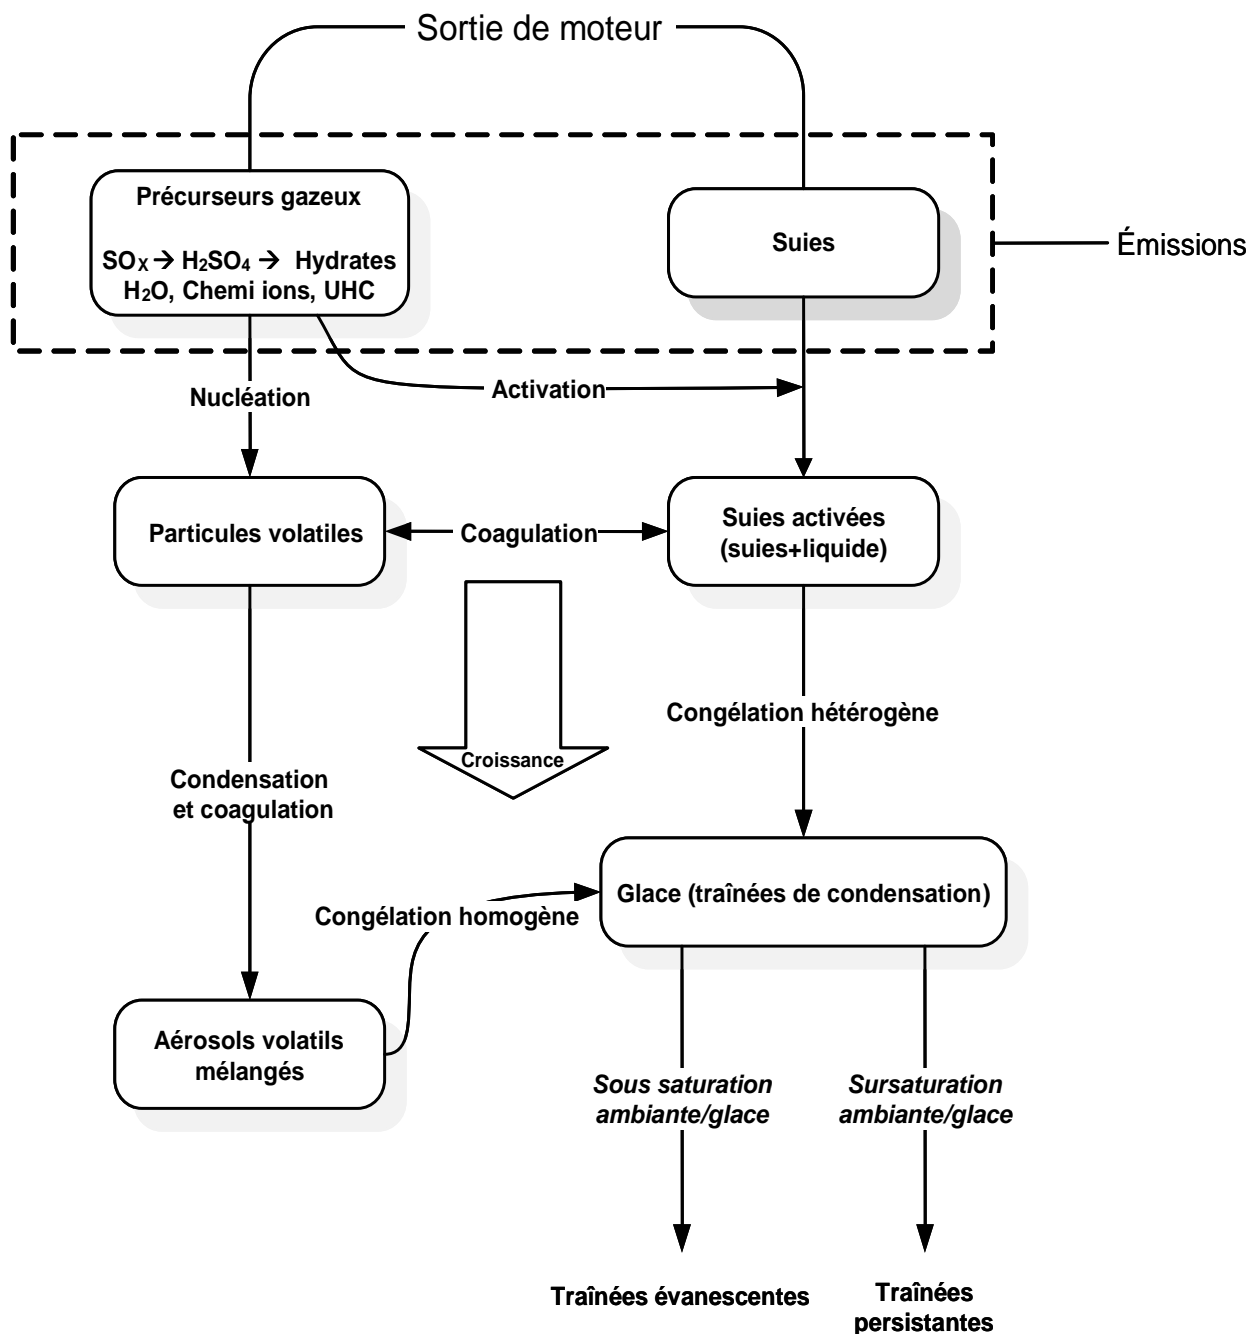 Sortie de moteur
Précurseurs gazeux
SOX → H2SO4 → Hydrates
H2O, Chemi ions, UHC
Suies
Émissions
Nucléation
Activation
Particules volatiles
Coagulation
Suies activées
(suies+liquide)
Croissance
Congélation hétérogène
Condensation
et coagulation
Glace (traînées de condensation)
Congélation homogène
Aérosols volatils
mélangés
Sous saturation
ambiante/glace
Sursaturation
ambiante/glace
Traînées évanescentes
Traînées
persistantes